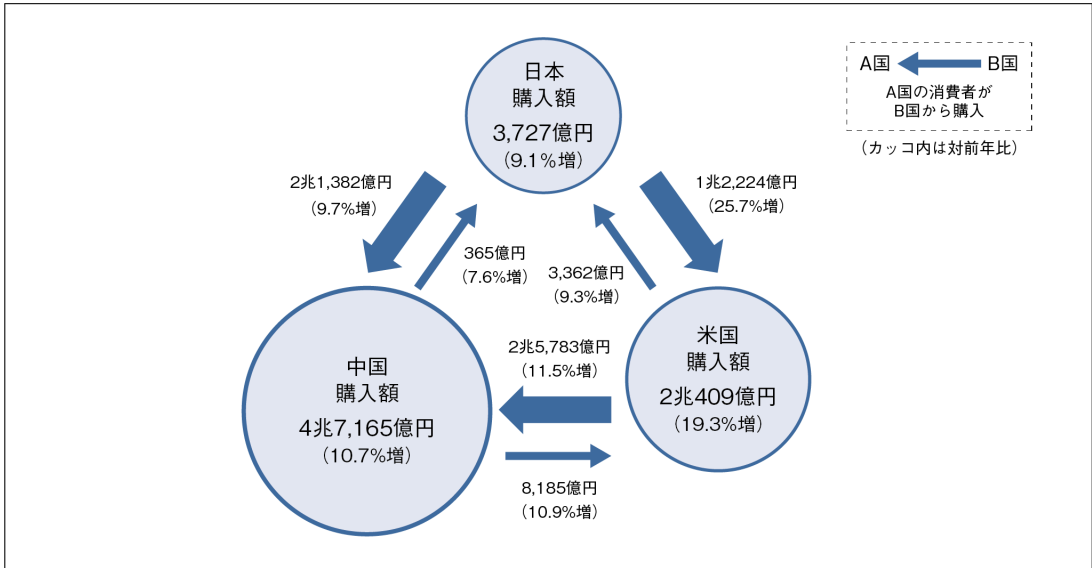 日本
購入額
3,727億円
(9.1%増)
A国 B国
A国の消費者が
B国から購入
(カッコ内は対前年比)
2兆1,382億円
(9.7%増)
1兆2,224億円
(25.7%増)
365億円
(7.6%増)
3,362億円
(9.3%増)
中国
購入額
4兆7,165億円
(10.7%増)
2兆5,783億円
(11.5%増)
米国
購入額
2兆409億円
(19.3%増)
8,185億円
(10.9%増)